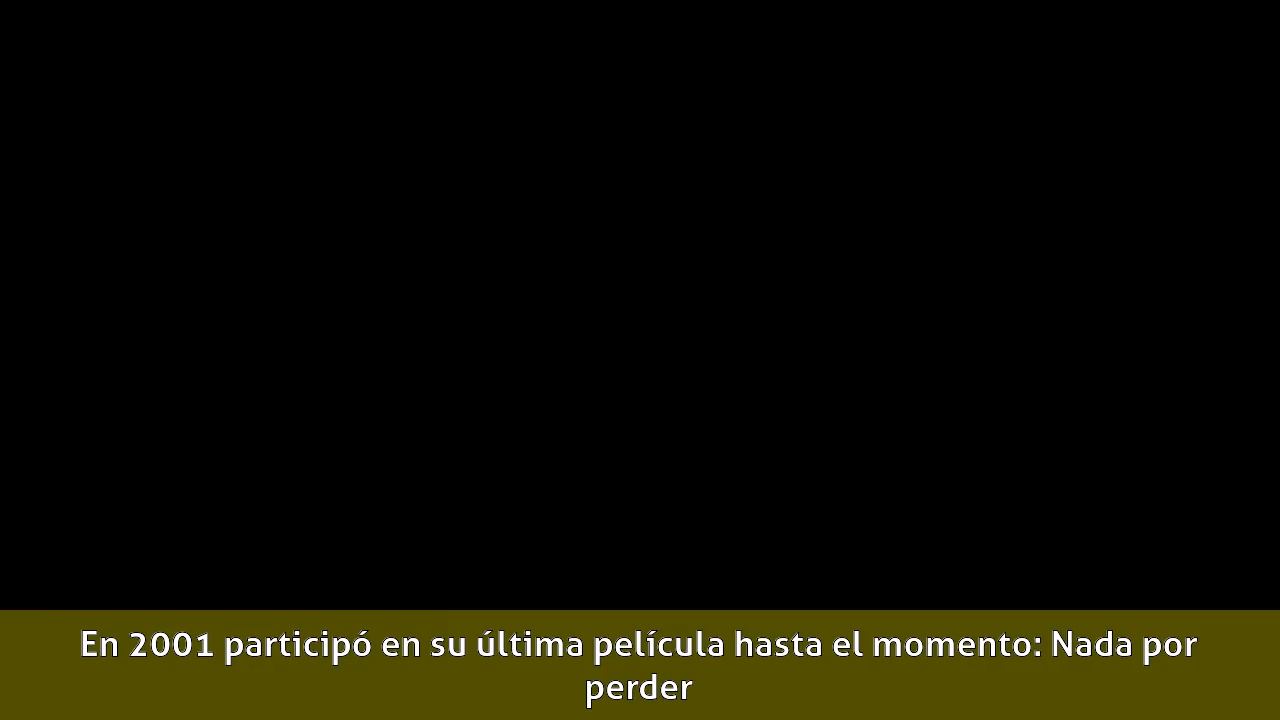 En 2001 participó en su última película hasta el momento: Nada por
perder